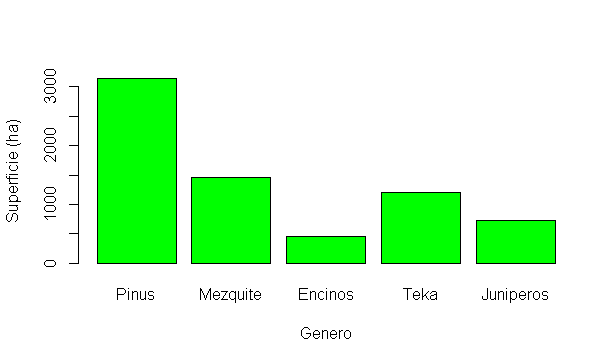 Superficie (ha)
3000
2000
1000
0
Pinus Mezquite Encinos Teka Juniperos
Genero